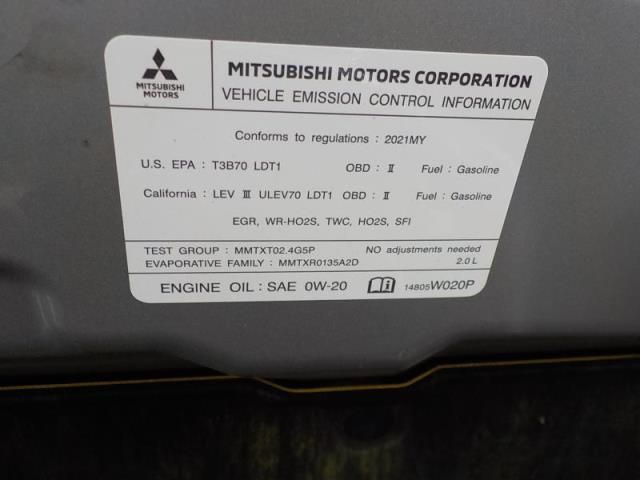 MITSUBISHI
MOTORS
MITSUBISHI MOTORS CORPORATION
VEHICLE EMISSION CONTROL INFORMATION
Conforms to regulations : 2021MY
U.S. EPA : T3B70 LDT1 OBD : Ⅱ Fuel : Gasoline
California : LEV Ⅲ ULEV70 LDT1 OBD : Ⅱ Fuel : Gasoline
EGR, WR-HO2S, TWC, HO2S, SFI
TEST GROUP : MMTXT02.4G5P NO adjustments needed
EVAPORATIVE FAMILY : MMTXR0135A2D 2.0 L
ENGINE OIL : SAE 0W-20 14805W020P